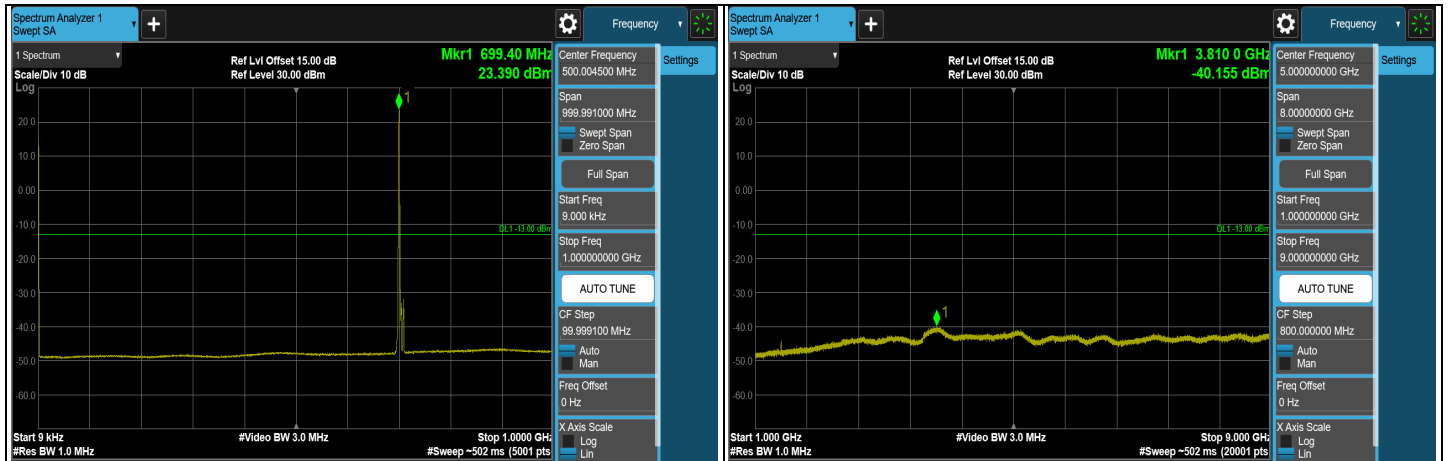 Spectrum Analyzer 1
Swept SA
+
Frequency
1 Spectrum
Scale/Div 10 dB
Ref Lvl Offset 15.00 dB
Ref Level 30.00 dBm
Mkr1 699.40 MHz
23.390 dBm
Log
1
20.0
10.0
0.00
-10.0
DL1 -13.00 dBm
-20.0
-30.0
-40.0
-50.0
-60.0
Start 9 kHz
#Video BW 3.0 MHz
Stop 1.0000 GHz
#Res BW 1.0 MHz
#Sweep ~502 ms (5001 pts
Center Frequency
500.004500 MHz
Settings
Span
999.991000 MHz
Swept Span
Zero Span
Full Span
Start Freq
9.000 kHz
Stop Freq
1.000000000 GHz
AUTO TUNE
CF Step
99.999100 MHz
Auto
Man
Freq Offset
0 Hz
X Axis Scale
Log
Lin
Spectrum Analyzer 1
Swept SA
+
Frequency
1 Spectrum
Scale/Div 10 dB
Ref Lvl Offset 15.00 dB
Ref Level 30.00 dBm
Mkr1 3.810 0 GHz
-40.155 dBm
Log
20.0
10.0
0.00
-10.0
DL1 -13.00 dBm
-20.0
-30.0
1
-40.0
-50.0
-60.0
Start 1.000 GHz
#Video BW 3.0 MHz
Stop 9.000 GHz
#Res BW 1.0 MHz
#Sweep ~502 ms (20001 pts
Center Frequency
5.000000000 GHz
Settings
Span
8.00000000 GHz
Swept Span
Zero Span
Full Span
Start Freq
1.000000000 GHz
Stop Freq
9.000000000 GHz
AUTO TUNE
CF Step
800.000000 MHz
Auto
Man
Freq Offset
0 Hz
X Axis Scale
Log
Lin